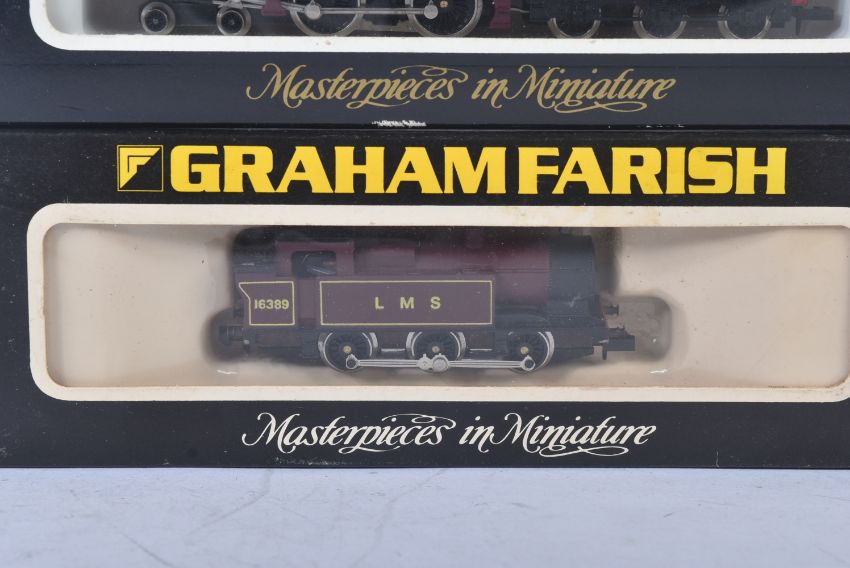 Masterpieces in Miniature
GRAHAM FARISH
16389
L M S
Masterpieces in Miniature